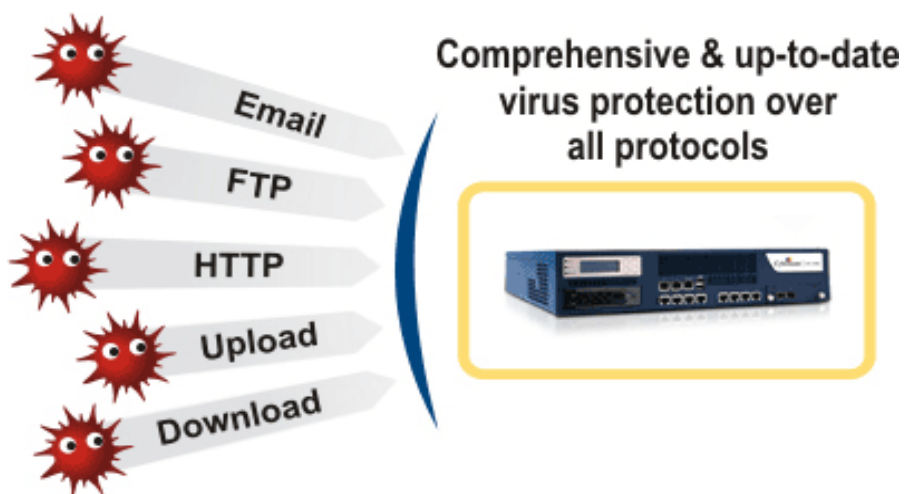 Comprehensive & up-to-date
virus protection over
all protocols
Email
FTP
HTTP
Upload
Download